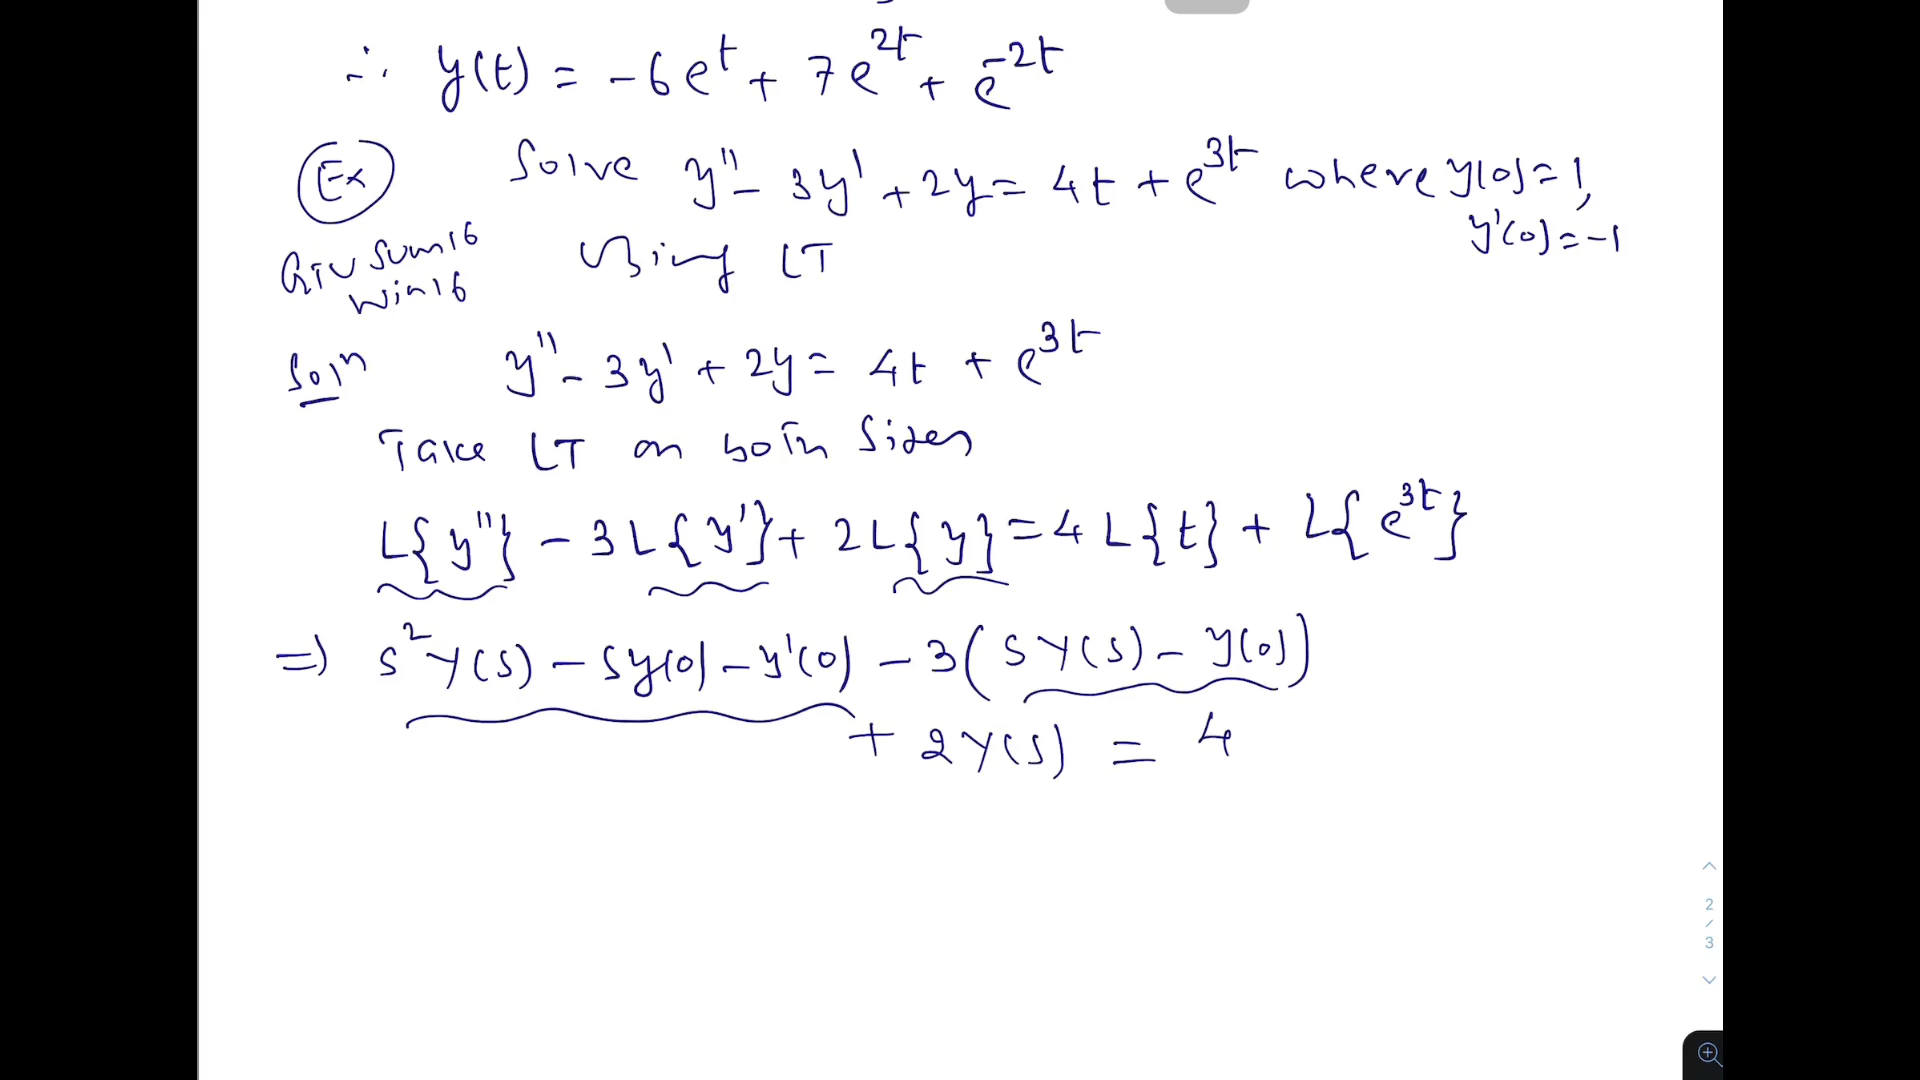 ∴ y(t) = -6e^t + 7e^2t + e^-2t
Ex Solve y'' - 3y' + 2y = 4t + e^3t where y(0) = 1,
y'(0) = -1
GTU Sum16 Using LT
Win16
Solⁿ y'' - 3y' + 2y = 4t + e^3t
Take LT on both sides
L{y''} - 3L{y'} + 2L{y} = 4L{t} + L{e^3t}
⇒ s²Y(s) - sy(0) - y'(0) - 3(sY(s) - y(0))
+ 2Y(s) = 4
2
/
3